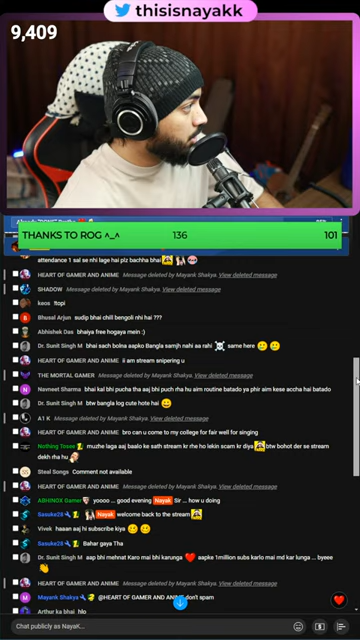 thisisnayakk
9,409
THANKS TO ROG ^_^ 136 101
attendance 1 sal se nhi lage hai plz bachha bhai
HEART OF GAMER AND ANIME Message deleted by Mayank Shakya. View deleted message
SHADOW Message deleted by Mayank Shakya. View deleted message
keos !topi
Bhusal Arjun sudip bhai chill bengoli nhi hai ???
Abhishek Das bhaiya free hogaya mein :)
Dr. Sunit Singh M bhai sach bolna aapko Bangla samjh nahi aa rahi ☠️ same here 🙂 🙂
HEART OF GAMER AND ANIME ii am stream snipering u
THE MORTAL GAMER Message deleted by Mayank Shakya. View deleted message
Navneet Sharma bhai kal bhi pucha tha aaj bhi puch rha hu aim routine batado ya phir aim kese accha hai batado
A1 K Message deleted by Mayank Shakya. View deleted message
Dr. Sunit Singh M btw bangla log cute hote hai 😄
HEART OF GAMER AND ANIME bro can u come to my college for fair well for singing
Nothing Toses muzhe laga aaj baalo ke sath stream kr rhe ho lekin scam kr diya btw bohot der se stream
dekh rha hu
Steal Songs Comment not available
HEART OF GAMER AND ANIME Message deleted by Mayank Shakya. View deleted message
ABHINOX Gamer yoooo ... good evening Nayak Sir ... how u doing
Sasuke28 Nayak welcome back to the stream
Sasuke28 Bahar gaya Tha
Vivek haaan aaj hi subscribe kiya 🙂 🙂
Dr. Sunit Singh M aap bhi mehnat Karo mai bhi karunga ❤️ aapke 1million subs karlo mai md kar lunga ... byeee
👋
HEART OF GAMER AND ANIME Message deleted by Mayank Shakya. View deleted message
Mayank Shakya @HEART OF GAMER AND ANIME don't spam
Arthur ka bhai hlo
Chat publicly as NayaK...